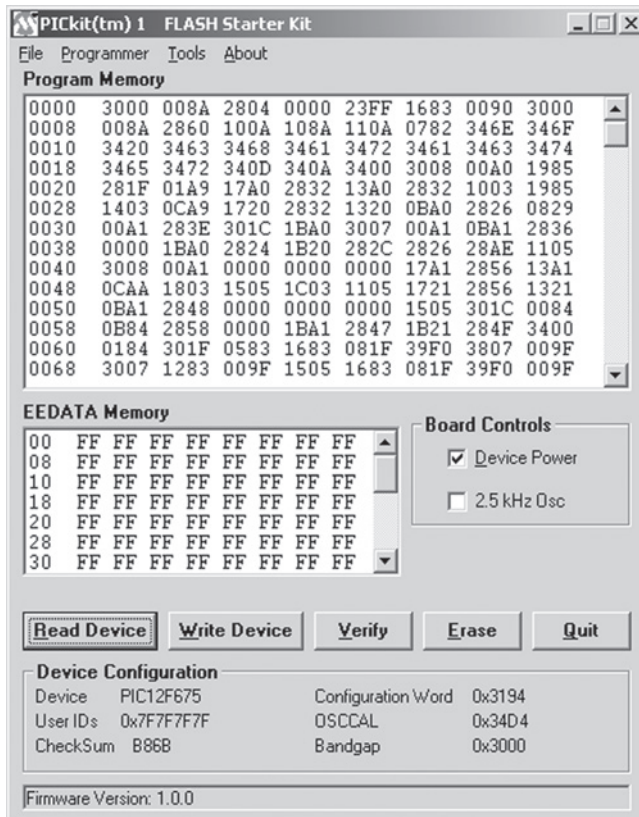 PICkit(tm) 1 FLASH Starter Kit
File Programmer Tools About
Program Memory
0000 3000 008A 2804 0000 23FF 1683 0090 3000
0008 008A 2860 100A 108A 110A 0782 346E 346F
0010 3420 3463 3468 3461 3472 3461 3463 3474
0018 3465 3472 340D 340A 3400 3008 00A0 1985
0020 281F 01A9 17A0 2832 13A0 2832 1003 1985
0028 1403 0CA9 1720 2832 1320 0BA0 2826 0829
0030 00A1 283E 301C 1BA0 3007 00A1 0BA1 2836
0038 0000 1BA0 2824 1B20 282C 2826 28AE 1105
0040 3008 00A1 0000 0000 0000 17A1 2856 13A1
0048 0CAA 1803 1505 1C03 1105 1721 2856 1321
0050 0BA1 2848 0000 0000 0000 1505 301C 0084
0058 0B84 2858 0000 1BA1 2847 1B21 284F 3400
0060 0184 301F 0583 1683 081F 39F0 3807 009F
0068 3007 1283 009F 1505 1683 081F 39F0 009F
EEDATA Memory
00 FF FF FF FF FF FF FF FF
08 FF FF FF FF FF FF FF FF
10 FF FF FF FF FF FF FF FF
18 FF FF FF FF FF FF FF FF
20 FF FF FF FF FF FF FF FF
28 FF FF FF FF FF FF FF FF
30 FF FF FF FF FF FF FF FF
Board Controls
Device Power
2.5 kHz Osc
Read Device Write Device Verify Erase Quit
Device Configuration
Device PIC12F675 Configuration Word 0x3194
User IDs 0x7F7F7F7F OSCCAL 0x34D4
CheckSum B86B Bandgap 0x3000
Firmware Version: 1.0.0